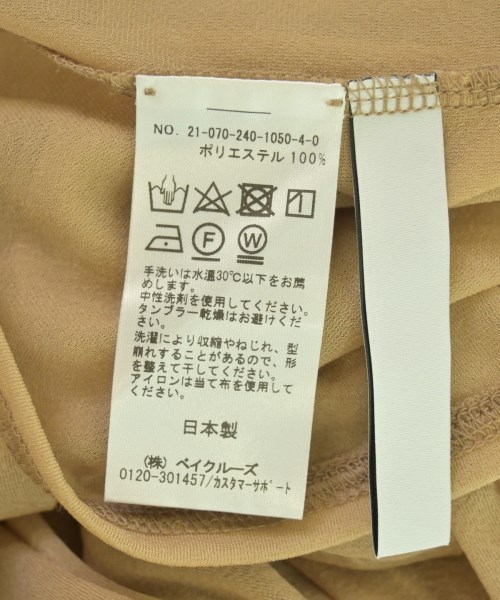 NO. 21-070-240-1050-4-0
ポリエステル 100%
F W
手洗いは水温30℃以下をお薦
めします。
中性洗剤を使用してください。
タンブラー乾燥はお避けくださ
い。
洗濯により収縮やねじれ、型
崩れすることがあるので、形
を整えて干してください。
アイロンは当て布を使用して
ください。
日本製
(株) ベイクルーズ
0120-301457/カスタマーサポート